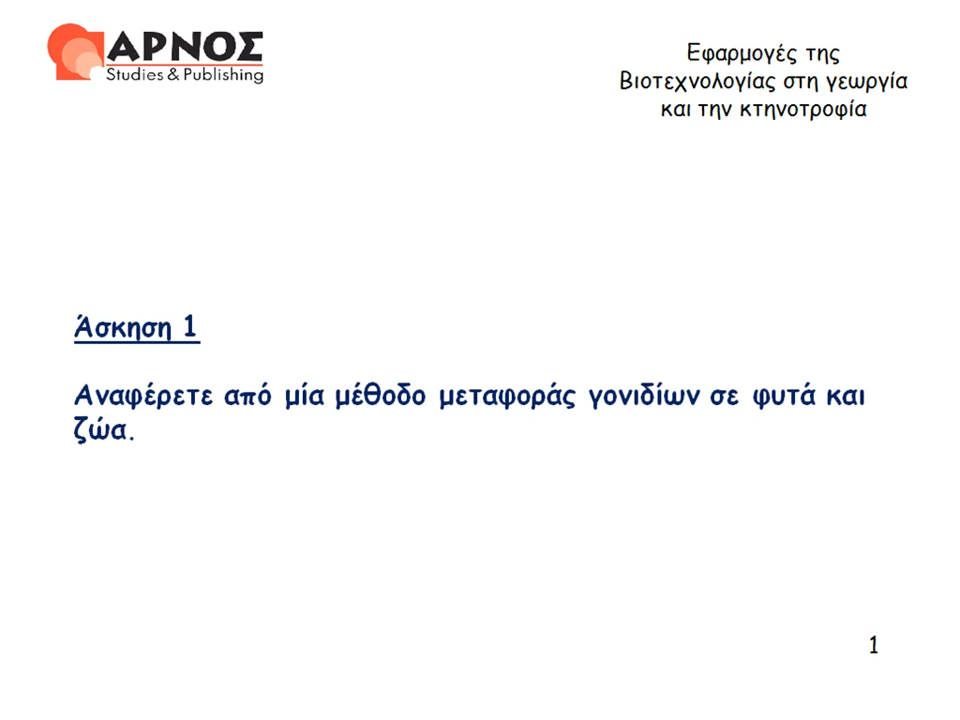 ΑΡΝΟΣ
Studies & Publishing
Εφαρμογές της
Βιοτεχνολογίας στη γεωργία
και την κτηνοτροφία
Άσκηση 1
Αναφέρετε από μία μέθοδο μεταφοράς γονιδίων σε φυτά και
ζώα.
1